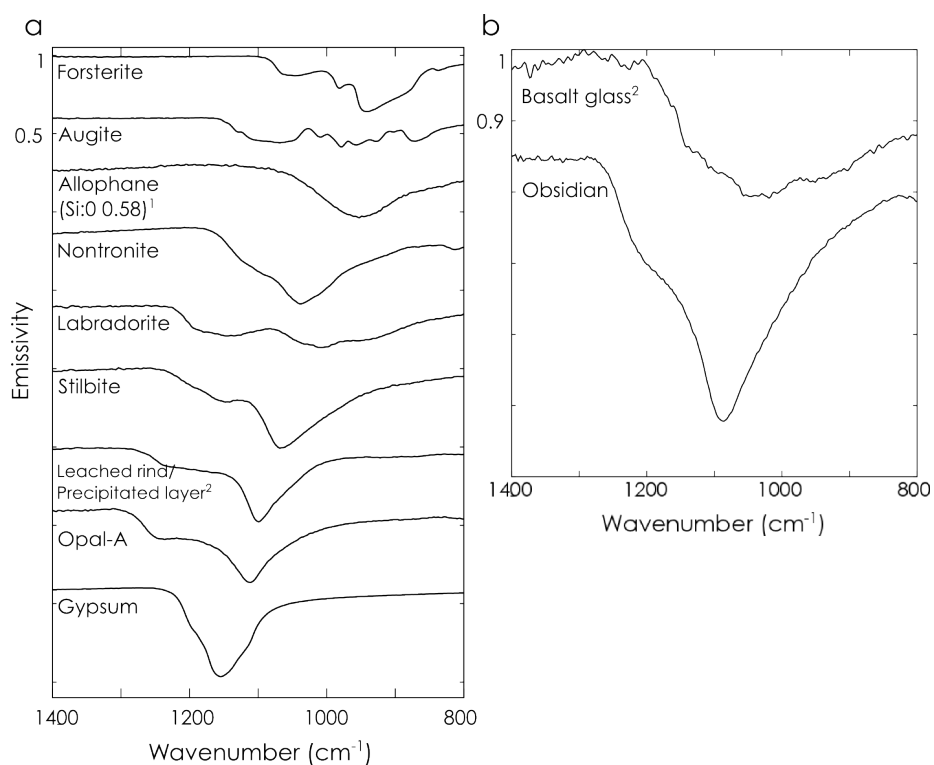 a
1
Forsterite
0.5
Augite
Allophane
(Si:0 0.58)¹
Nontronite
Labradorite
Stilbite
Leached rind/
Precipitated layer²
Opal-A
Gypsum
Emissivity
1400 1200 1000 800
Wavenumber (cm⁻¹)
b
1
Basalt glass²
0.9
Obsidian
1400 1200 1000 800
Wavenumber (cm⁻¹)